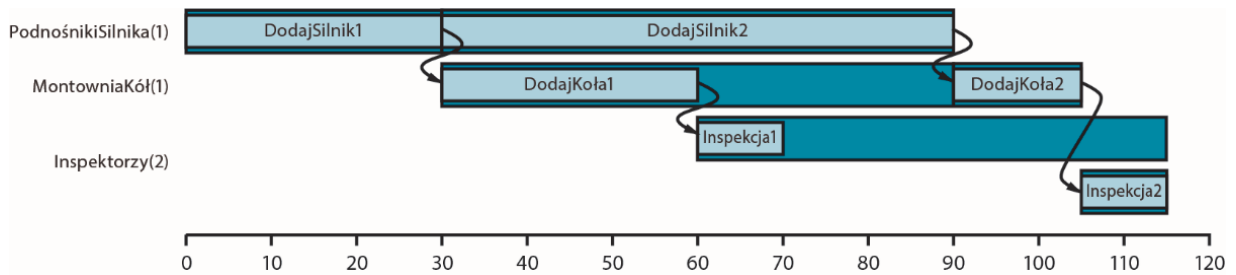 PodnośnikiSilnika(1) DodajSilnik1 DodajSilnik2
MontowniaKół(1) DodajKoła1 DodajKoła2
Inspekcja1
Inspektorzy(2)
Inspekcja2
0 10 20 30 40 50 60 70 80 90 100 110 120